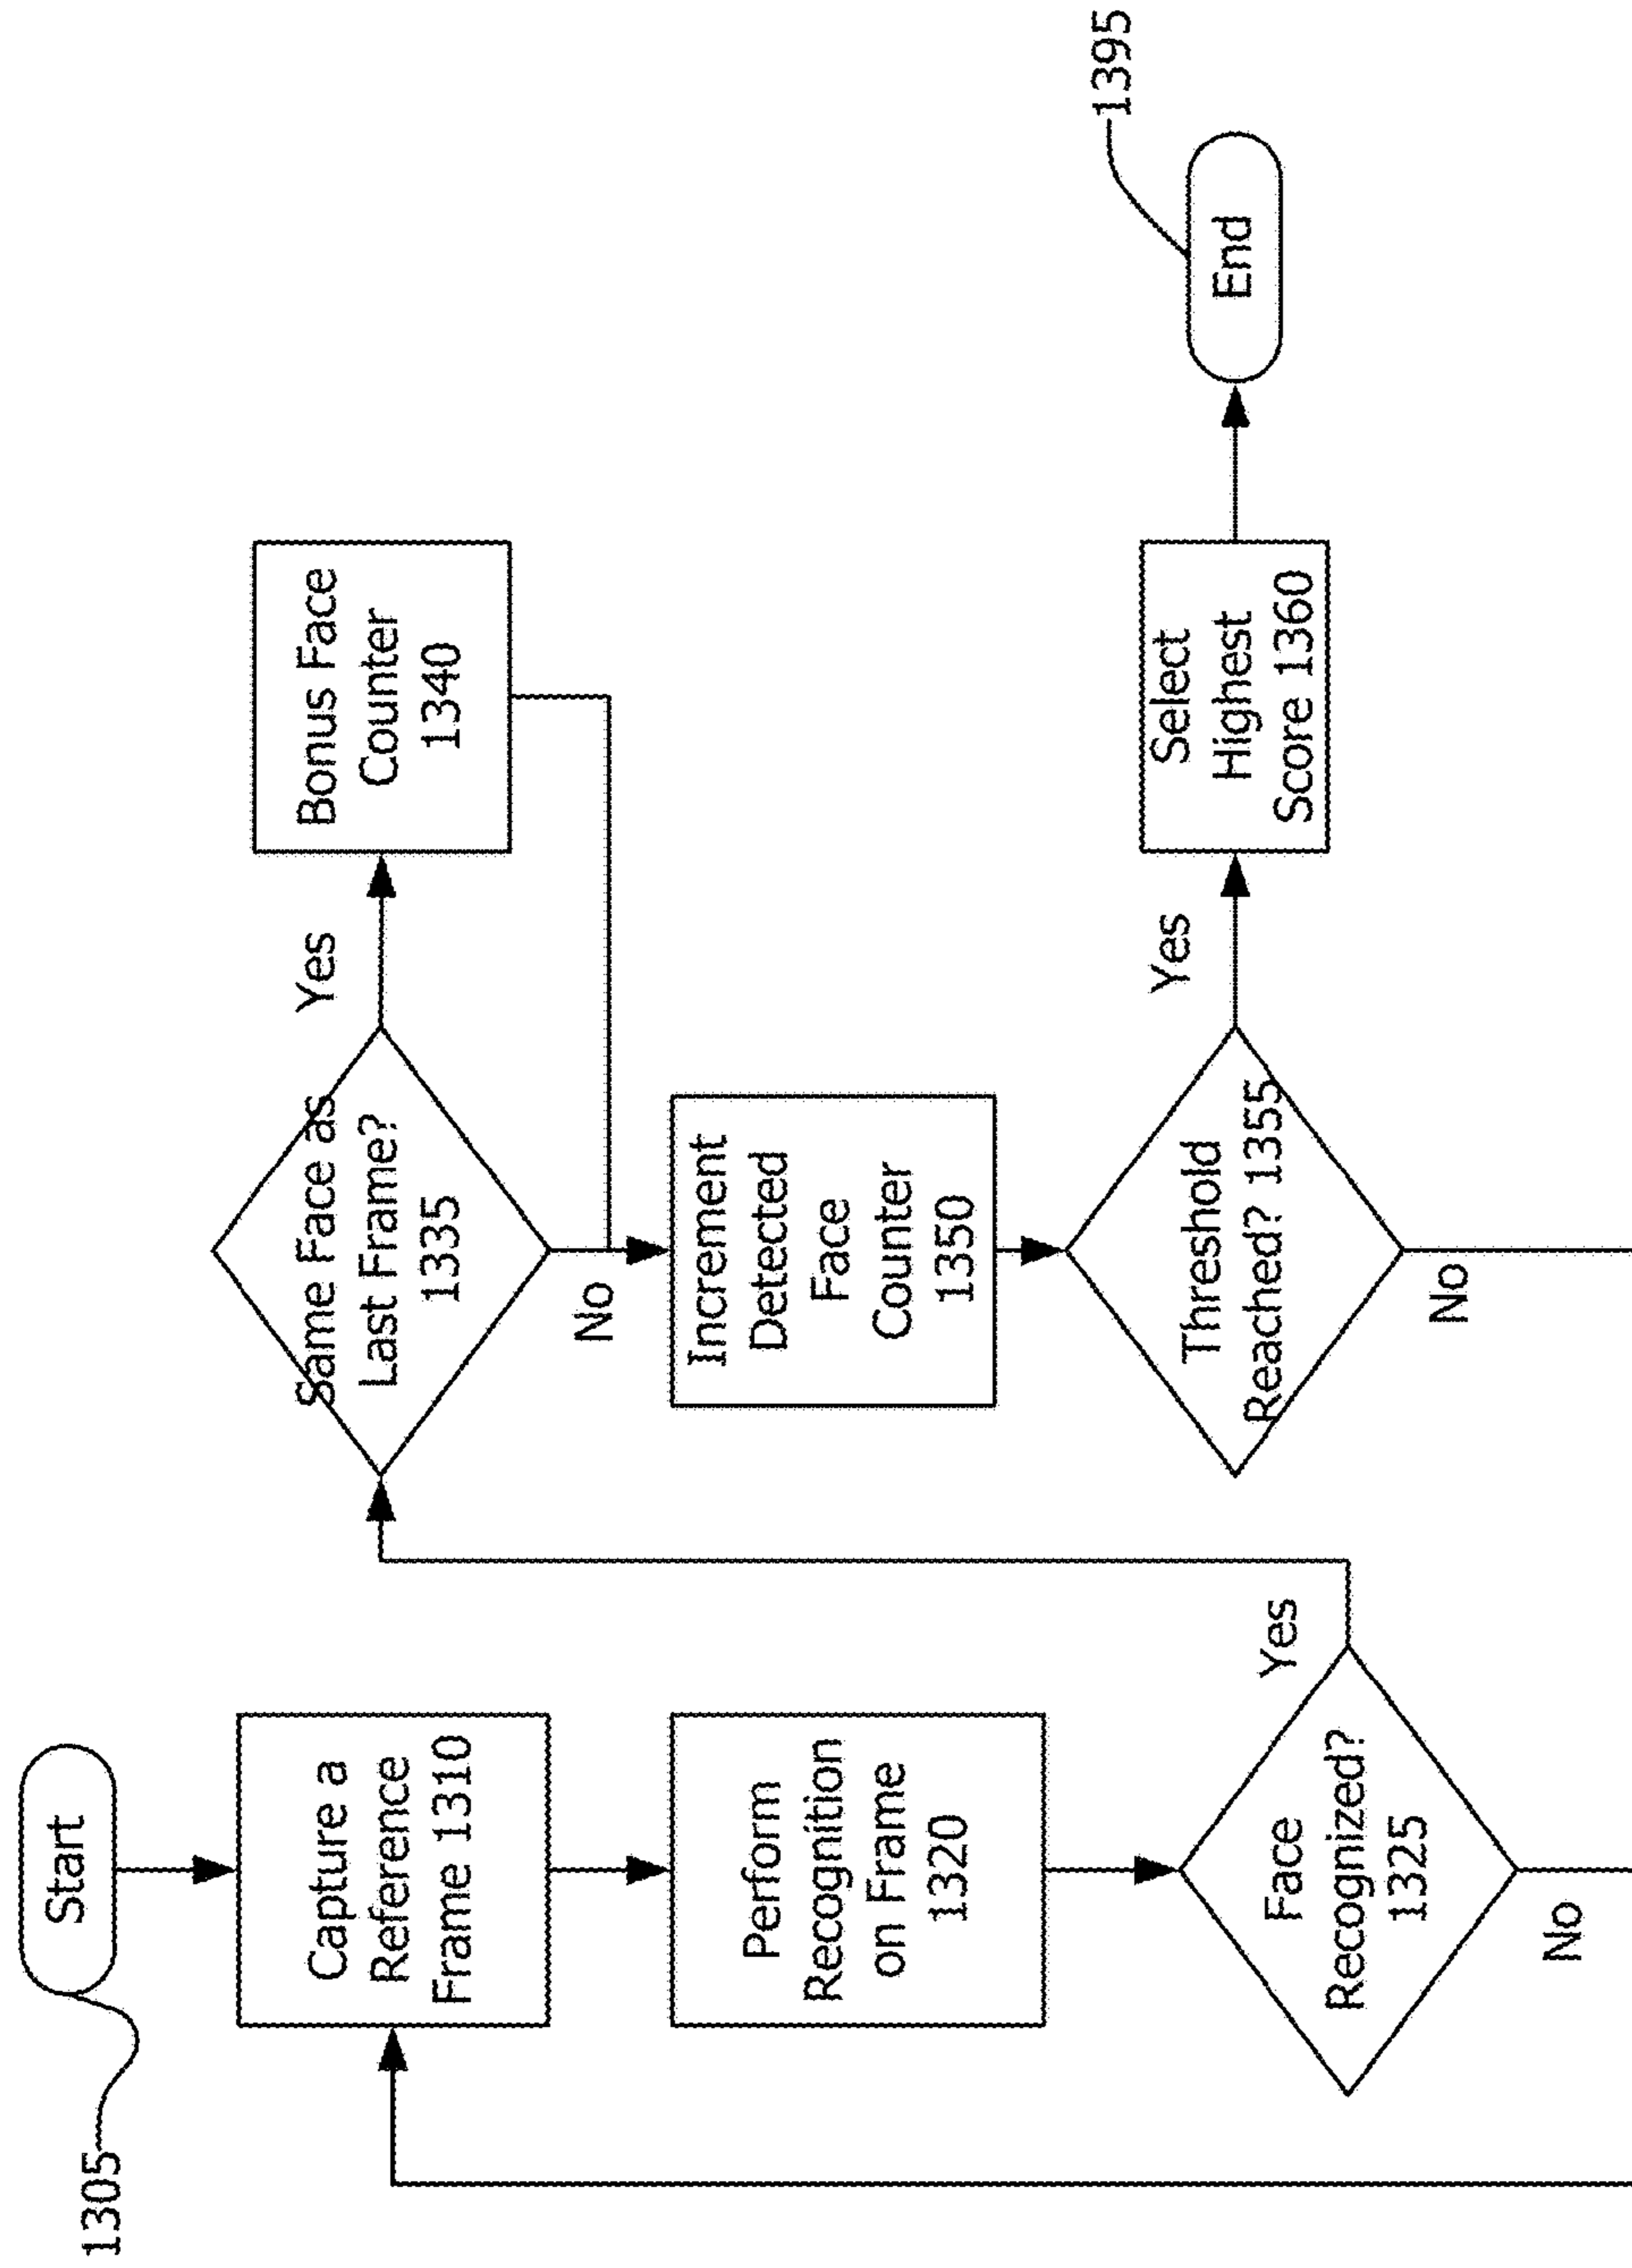 1305
Start
Capture a
Reference
Frame 1310
Perform
Recognition
on Frame
1320
Face
Recognized?
1325
Yes
No
Same Face as
Last Frame?
1335
Yes
No
Bonus Face
Counter
1340
Increment
Detected
Face
Counter
1350
Threshold
Reached? 1355
Yes
No
Select
Highest
Score 1360
End
1395